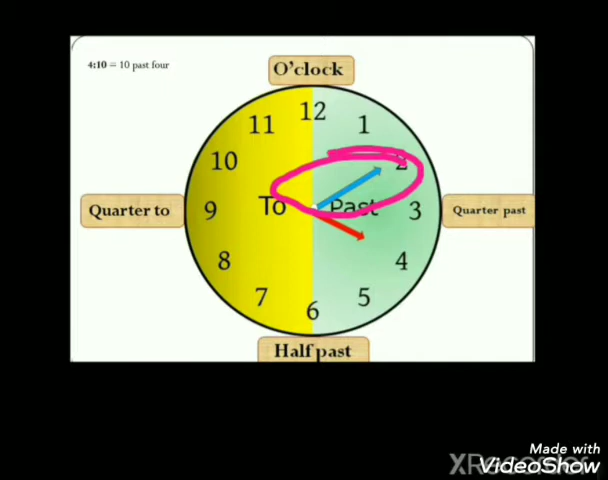 4:10 = 10 past four
O'clock
12
11
1
10
2
Quarter to
9
To
Past
3
Quarter past
8
4
7
5
6
Half past
Made with
XRecorder
VideoShow